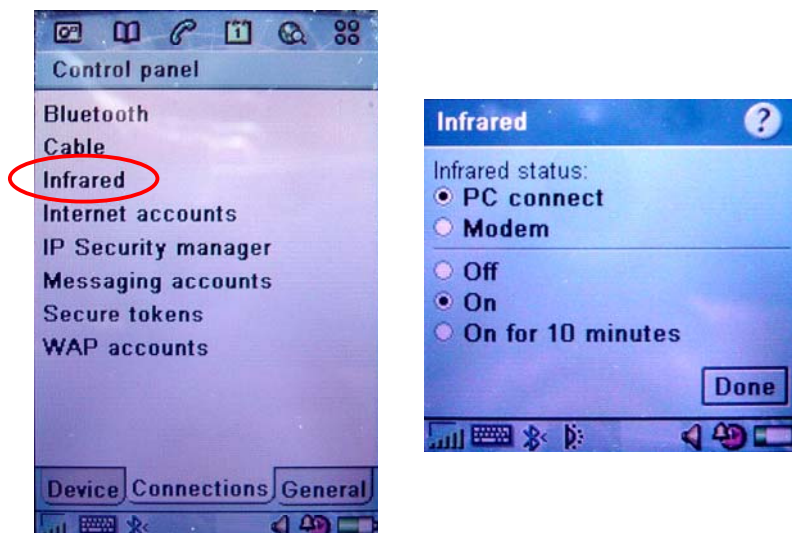 Control panel
Bluetooth
Cable
Infrared
Internet accounts
IP Security manager
Messaging accounts
Secure tokens
WAP accounts
Device Connections General
Infrared ?
Infrared status:
PC connect
Modem
Off
On
On for 10 minutes
Done